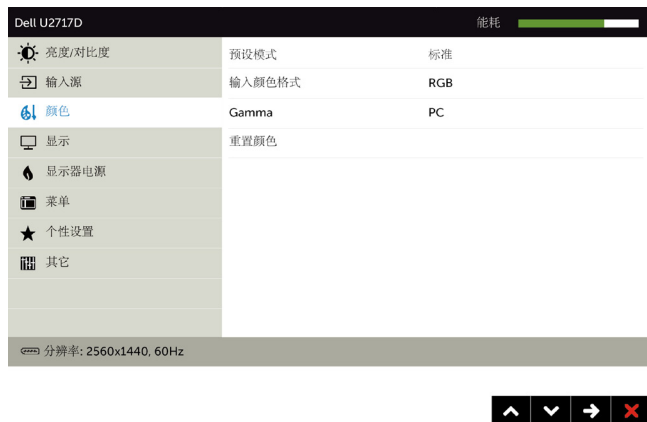 Dell U2717D 能耗
亮度/对比度
输入源
颜色
显示
显示器电源
菜单
个性设置
其它
预设模式 标准
输入颜色格式 RGB
Gamma PC
重置颜色
分辨率: 2560x1440, 60Hz